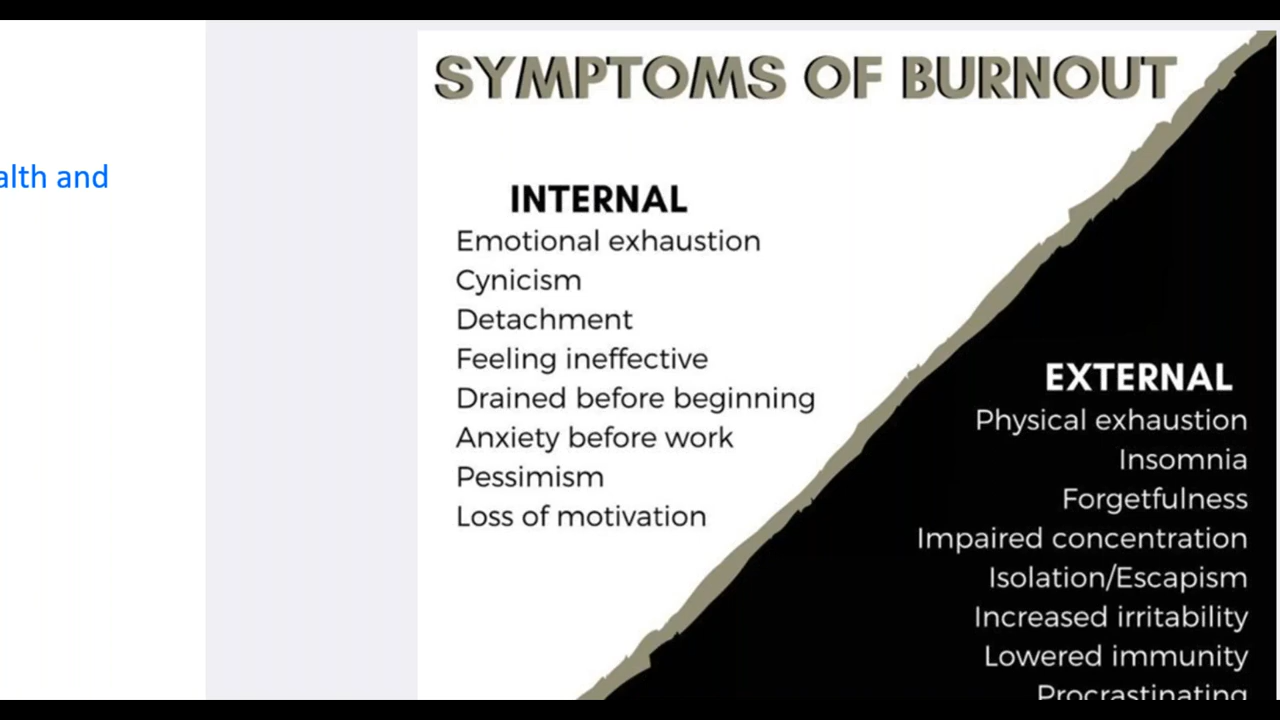 alth and
SYMPTOMS OF BURNOUT
INTERNAL
Emotional exhaustion
Cynicism
Detachment
Feeling ineffective
Drained before beginning
Anxiety before work
Pessimism
Loss of motivation
EXTERNAL
Physical exhaustion
Insomnia
Forgetfulness
Impaired concentration
Isolation/Escapism
Increased irritability
Lowered immunity
Procrastinating